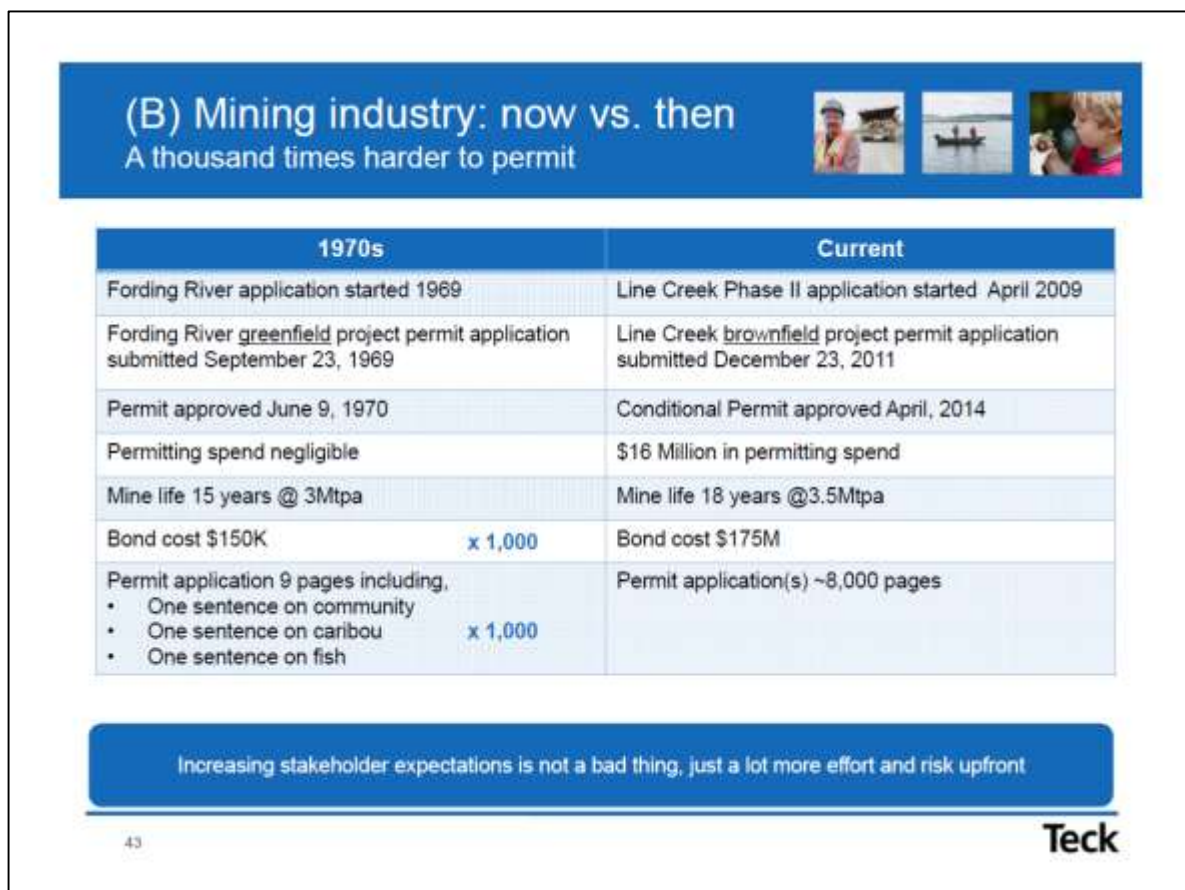 (B) Mining industry: now vs. then
A thousand times harder to permit
1970s
Current
Fording River application started 1969
Line Creek Phase II application started April 2009
Fording River greenfield project permit application
submitted September 23, 1969
Line Creek brownfield project permit application
submitted December 23, 2011
Permit approved June 9, 1970
Conditional Permit approved April, 2014
Permitting spend negligible
$16 Million in permitting spend
Mine life 15 years @ 3Mtpa
Mine life 18 years @3.5Mtpa
Bond cost $150K
x 1,000
Bond cost $175M
Permit application 9 pages including,
• One sentence on community
• One sentence on caribou
x 1,000
• One sentence on fish
Permit application(s) ~8,000 pages
Increasing stakeholder expectations is not a bad thing, just a lot more effort and risk upfront
43
Teck